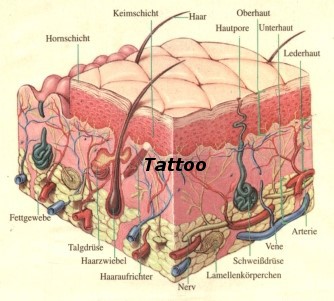 Keimschicht
Haar
Oberhaut
Hornschicht
Hautpore
Unterhaut
Lederhaut
Tattoo
Fettgewebe
Talgdrüse
Haarzwiebel
Haaraufrichter
Nerv
Lamellenkörperchen
Schweißdrüse
Vene
Arterie